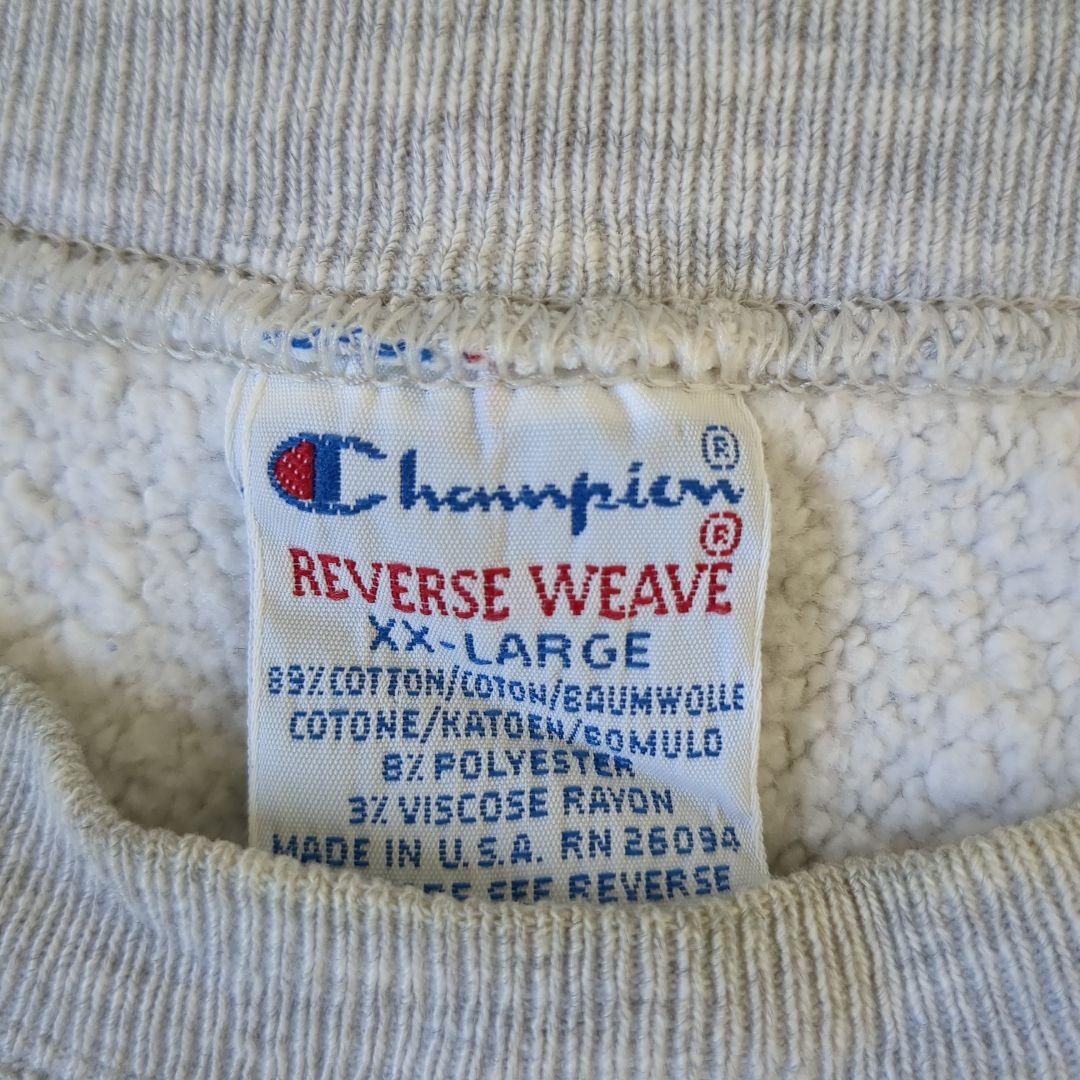 Champion®
REVERSE WEAVE®
XX-LARGE
89% COTTON/COTON/BAUMWOLLE
COTONE/KATOEN/BOMULD
8% POLYESTER
3% VISCOSE RAYON
MADE IN U.S.A. RN 26094
SEE REVERSE